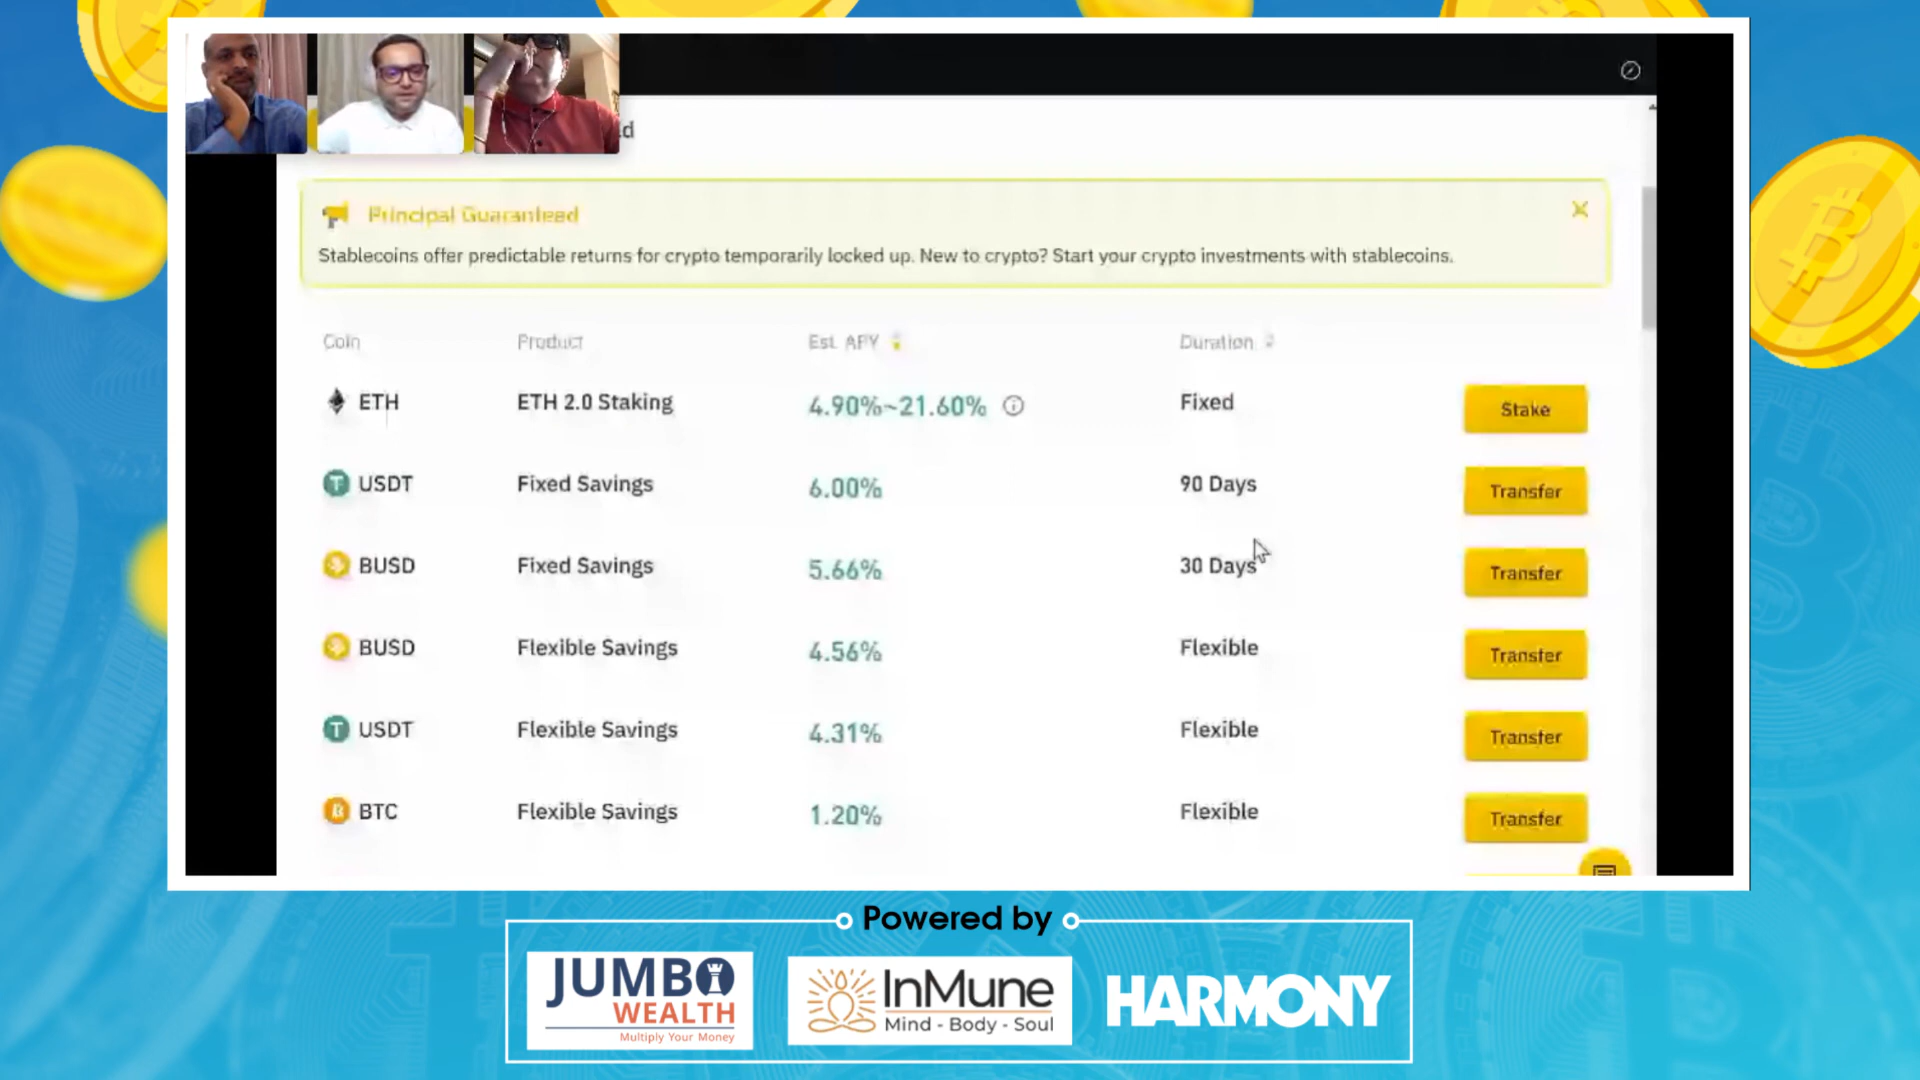 d
Principal Guaranteed
Stablecoins offer predictable returns for crypto temporarily locked up. New to crypto? Start your crypto investments with stablecoins.
Coin Product Est. APY Duration
ETH ETH 2.0 Staking 4.90%~21.60% Fixed Stake
USDT Fixed Savings 6.00% 90 Days Transfer
BUSD Fixed Savings 5.66% 30 Days Transfer
BUSD Flexible Savings 4.56% Flexible Transfer
USDT Flexible Savings 4.31% Flexible Transfer
BTC Flexible Savings 1.20% Flexible Transfer
Powered by
JUMBO
WEALTH
Multiply Your Money
InMune
Mind - Body - Soul
HARMONY